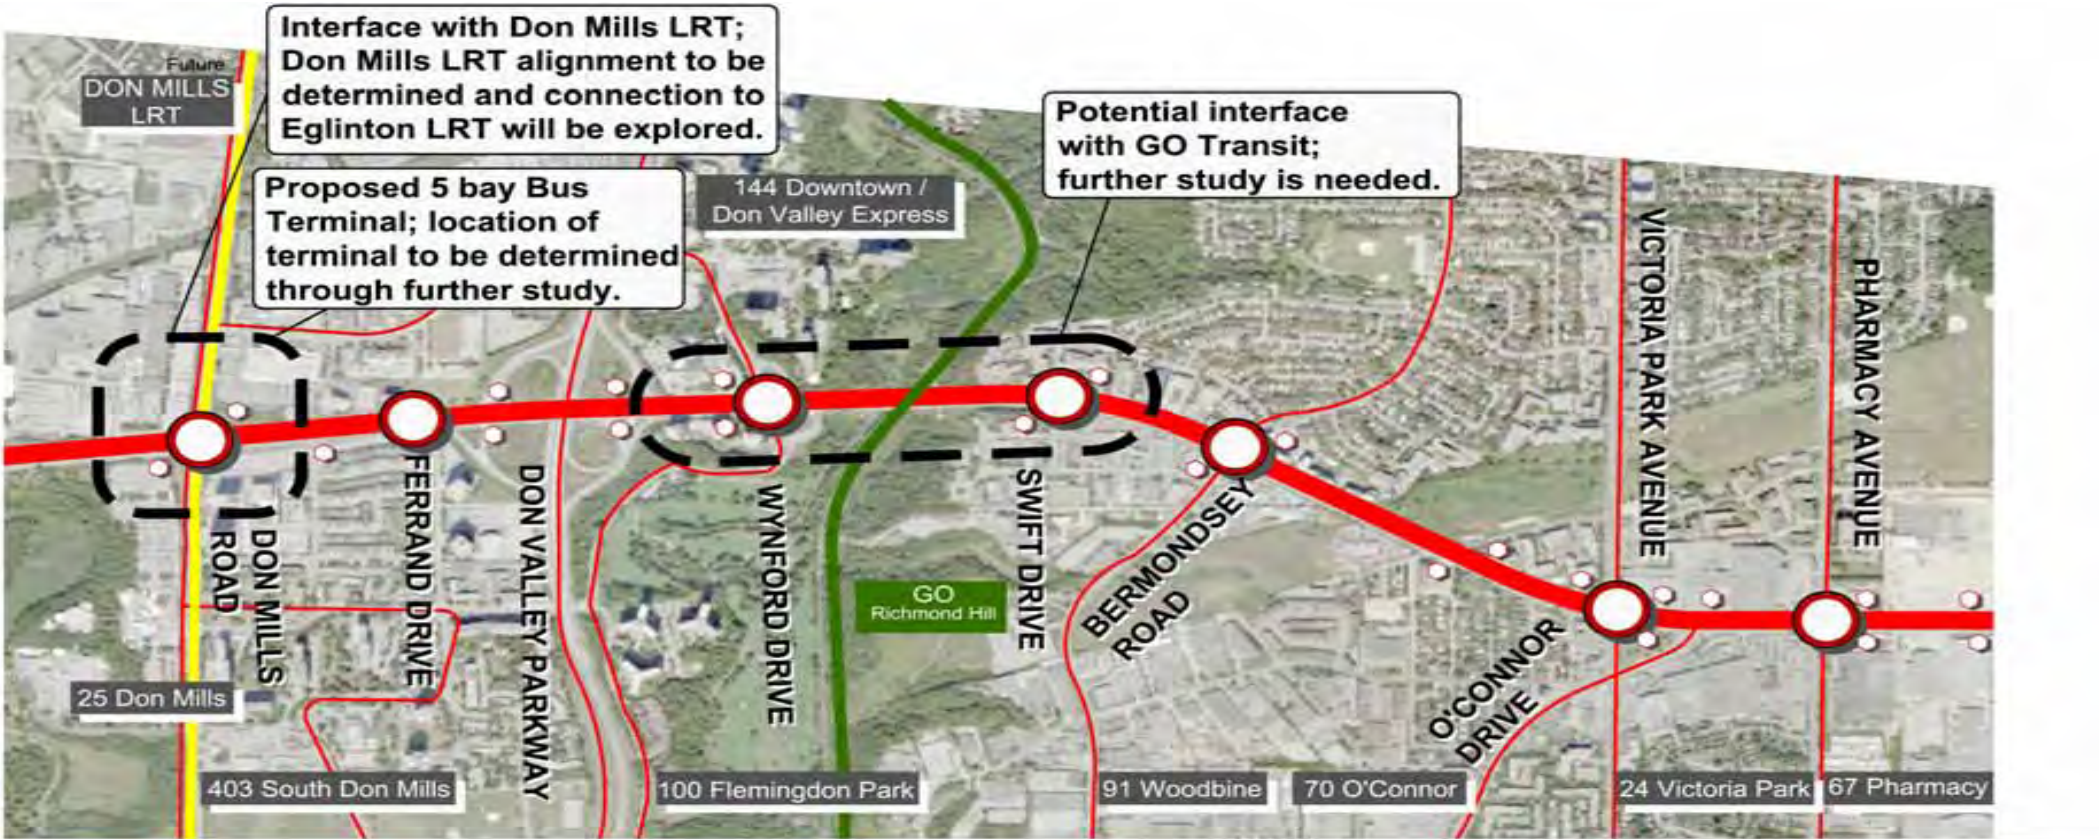 Interface with Don Mills LRT;
Don Mills LRT alignment to be
determined and connection to
Eglinton LRT will be explored.
Future
DON MILLS
LRT
Proposed 5 bay Bus
Terminal; location of
terminal to be determined
through further study.
144 Downtown /
Don Valley Express
Potential interface
with GO Transit;
further study is needed.
DON MILLS
ROAD
FERRAND DRIVE
DON VALLEY PARKWAY
WYNFORD DRIVE
GO
Richmond Hill
SWIFT DRIVE
BERMONDSEY
ROAD
O'CONNOR
DRIVE
VICTORIA PARK AVENUE
PHARMACY AVENUE
25 Don Mills
403 South Don Mills
100 Flemingdon Park
91 Woodbine
70 O'Connor
24 Victoria Park
67 Pharmacy